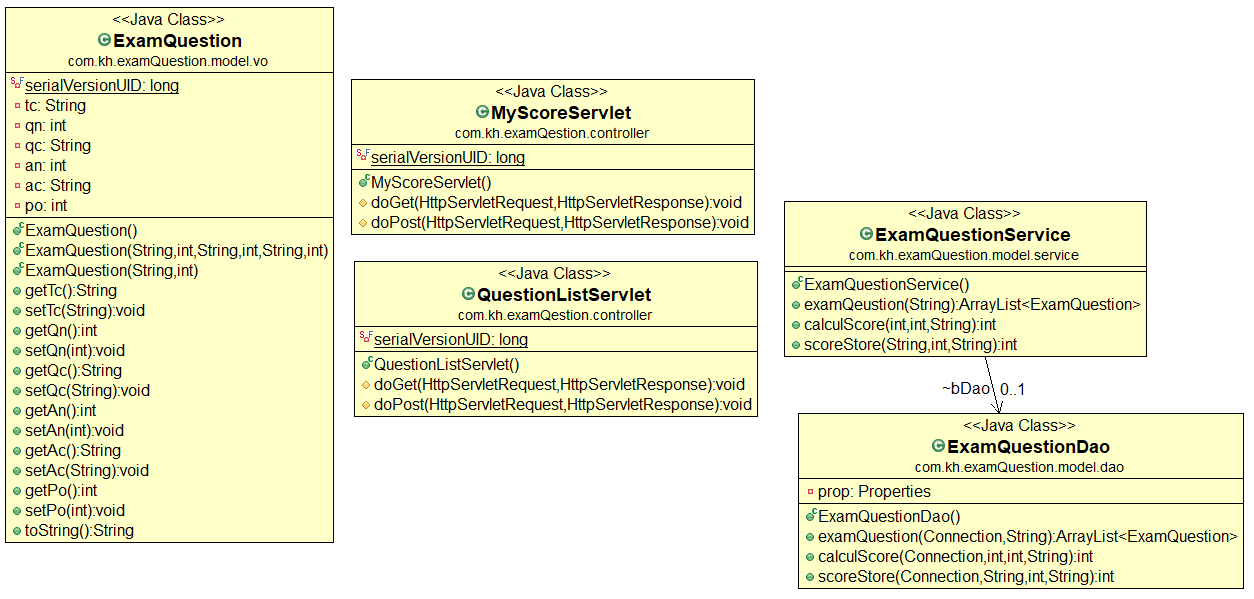 <<Java Class>>
ExamQuestion
com.kh.examQuestion.model.vo
serialVersionUID: long
tc: String
qn: int
qc: String
an: int
ac: String
po: int
ExamQuestion()
ExamQuestion(String,int,String,int,String,int)
ExamQuestion(String,int)
getTc():String
setTc(String):void
getQn():int
setQn(int):void
getQc():String
setQc(String):void
getAn():int
setAn(int):void
getAc():String
setAc(String):void
getPo():int
setPo(int):void
toString():String
<<Java Class>>
MyScoreServlet
com.kh.examQestion.controller
serialVersionUID: long
MyScoreServlet()
doGet(HttpServletRequest,HttpServletResponse):void
doPost(HttpServletRequest,HttpServletResponse):void
<<Java Class>>
QuestionListServlet
com.kh.examQestion.controller
serialVersionUID: long
QuestionListServlet()
doGet(HttpServletRequest,HttpServletResponse):void
doPost(HttpServletRequest,HttpServletResponse):void
<<Java Class>>
ExamQuestionService
com.kh.examQuestion.model.service
ExamQuestionService()
examQeustion(String):ArrayList<ExamQuestion>
calculScore(int,int,String):int
scoreStore(String,int,String):int
~bDao 0..1
<<Java Class>>
ExamQuestionDao
com.kh.examQuestion.model.dao
prop: Properties
ExamQuestionDao()
examQuestion(Connection,String):ArrayList<ExamQuestion>
calculScore(Connection,int,int,String):int
scoreStore(Connection,String,int,String):int